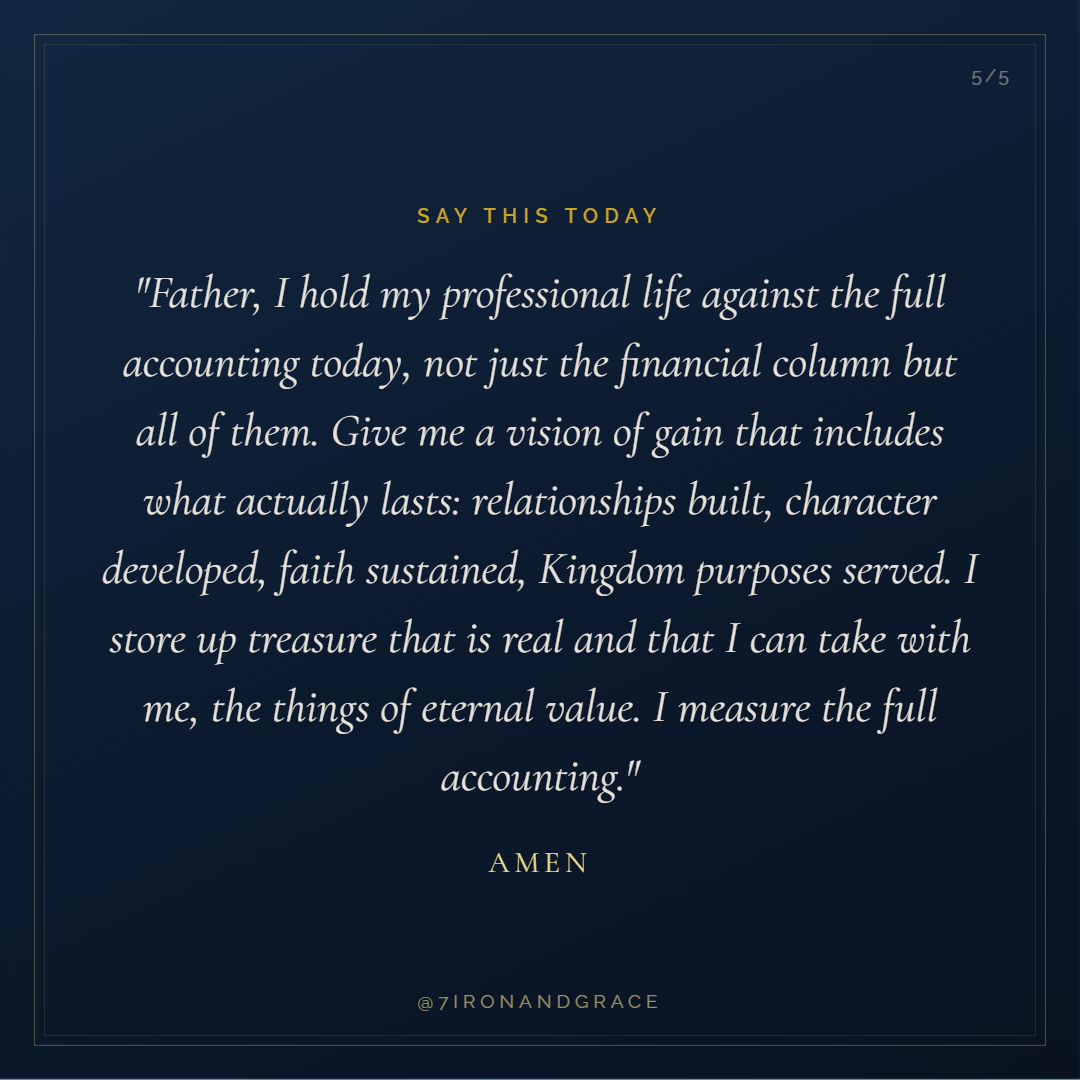 5/5
SAY THIS TODAY
"Father, I hold my professional life against the full
accounting today, not just the financial column but
all of them. Give me a vision of gain that includes
what actually lasts: relationships built, character
developed, faith sustained, Kingdom purposes served. I
store up treasure that is real and that I can take with
me, the things of eternal value. I measure the full
accounting."
AMEN
@7IRONANDGRACE